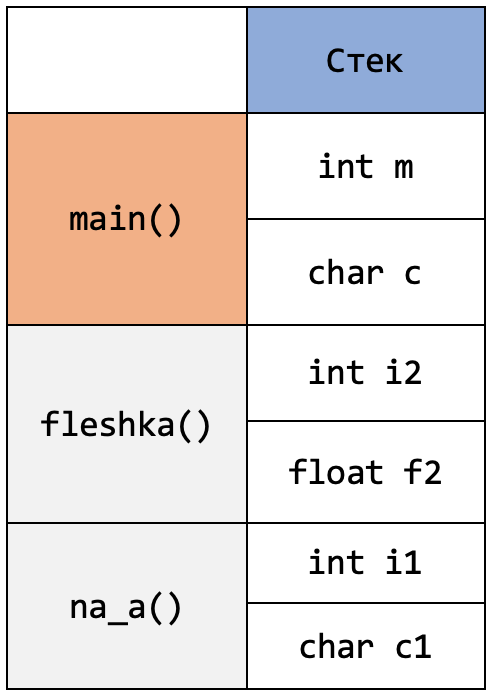 Стек
main()
int m
char c
fleshka()
int i2
float f2
na_a()
int i1
char c1